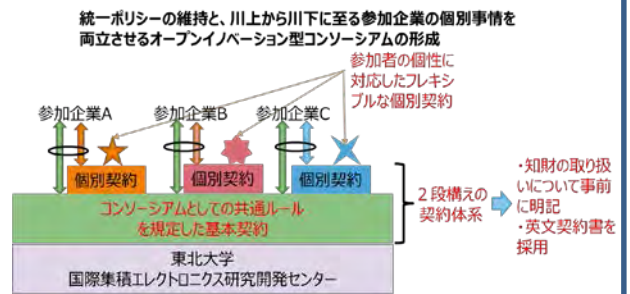 統一ポリシーの維持と、川上から川下に至る参加企業の個別事情を
両立させるオープンイノベーション型コンソーシアムの形成
参加者の個性に
対応したフレキシ
ブルな個別契約
参加企業A
参加企業B
参加企業C
個別契約
個別契約
個別契約
コンソーシアムとしての共通ルール
を規定した基本契約
東北大学
国際集積エレクトロニクス研究開発センター
2段構えの
契約体系
・知財の取り扱
いについて事前
に明記
・英文契約書を
採用